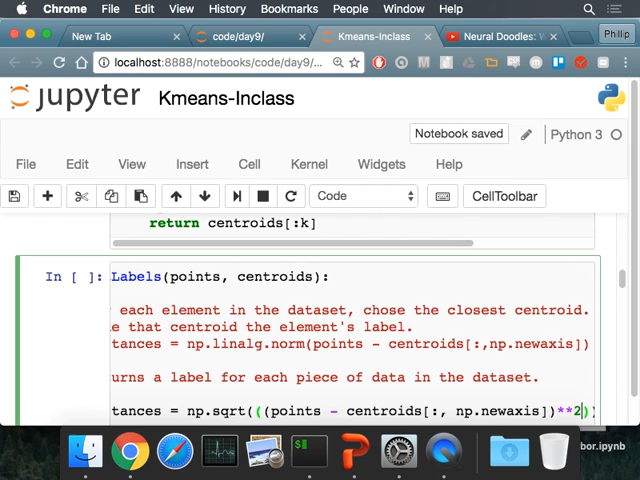 Chrome File Edit View History Bookmarks People Window Help
New Tab code/day9/ Kmeans-Inclass Neural Doodles: W Phillip
localhost:8888/notebooks/code/day9/...
jupyter Kmeans-Inclass
Notebook saved Python 3
File Edit View Insert Cell Kernel Widgets Help
Code CellToolbar
return centroids[:k]
In [ ]: Labels(points, centroids):
each element in the dataset, chose the closest centroid.
e that centroid the element's label.
tances = np.linalg.norm(points - centroids[:,np.newaxis])
urns a label for each piece of data in the dataset.
tances = np.sqrt(((points - centroids[:, np.newaxis])**2))
bor.ipynb